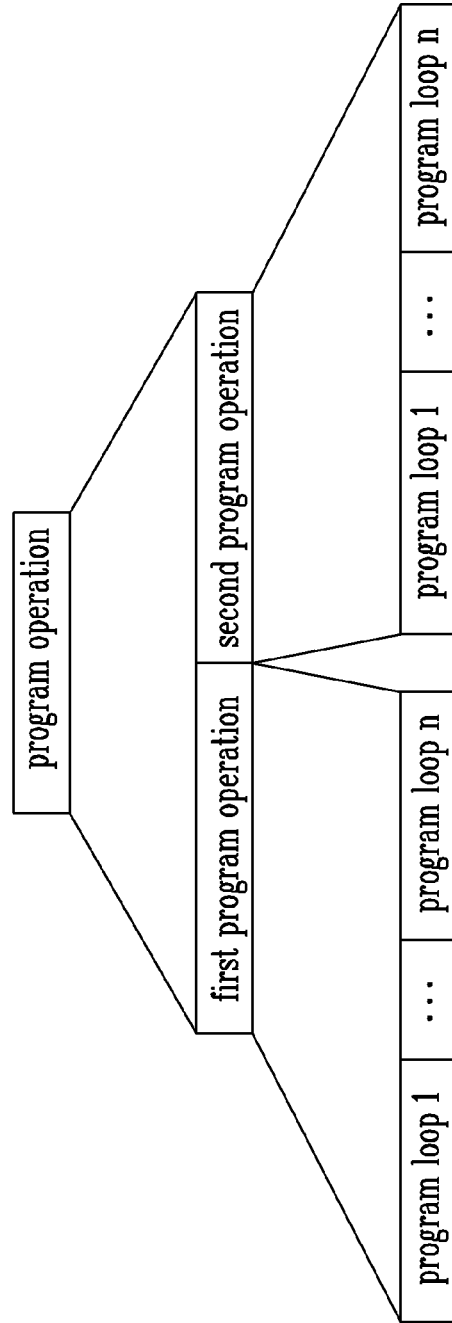 program operation
first program operation
second program operation
program loop 1
...
program loop n
program loop 1
...
program loop n